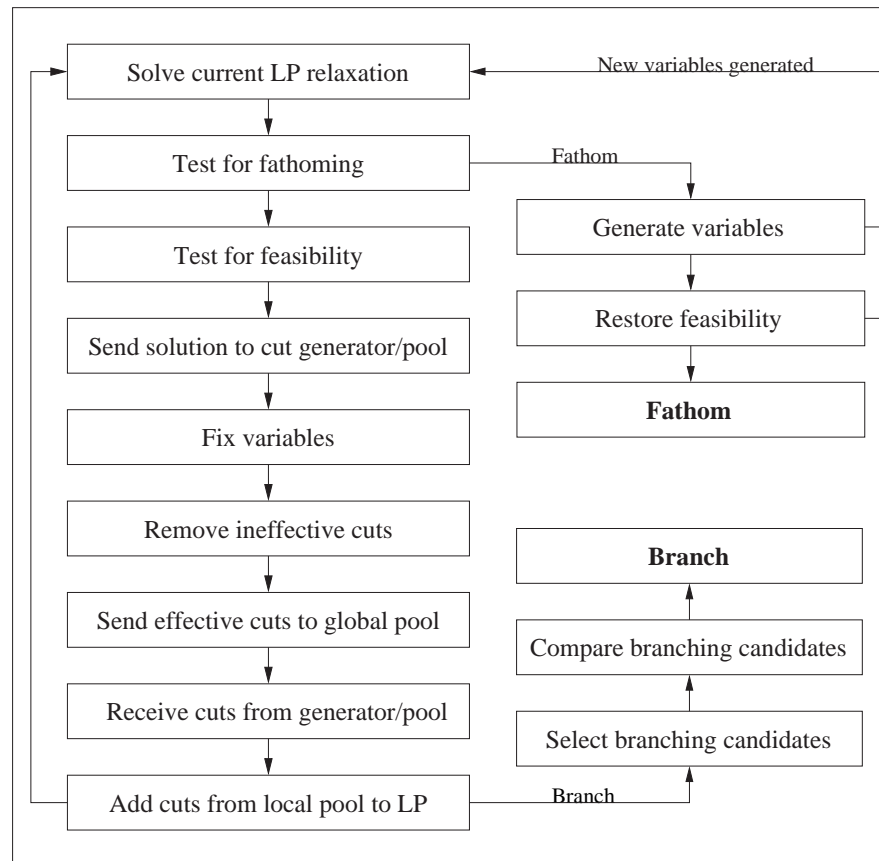 Solve current LP relaxation
New variables generated
Test for fathoming
Fathom
Generate variables
Test for feasibility
Restore feasibility
Send solution to cut generator/pool
Fathom
Fix variables
Remove ineffective cuts
Branch
Send effective cuts to global pool
Compare branching candidates
Receive cuts from generator/pool
Select branching candidates
Add cuts from local pool to LP
Branch